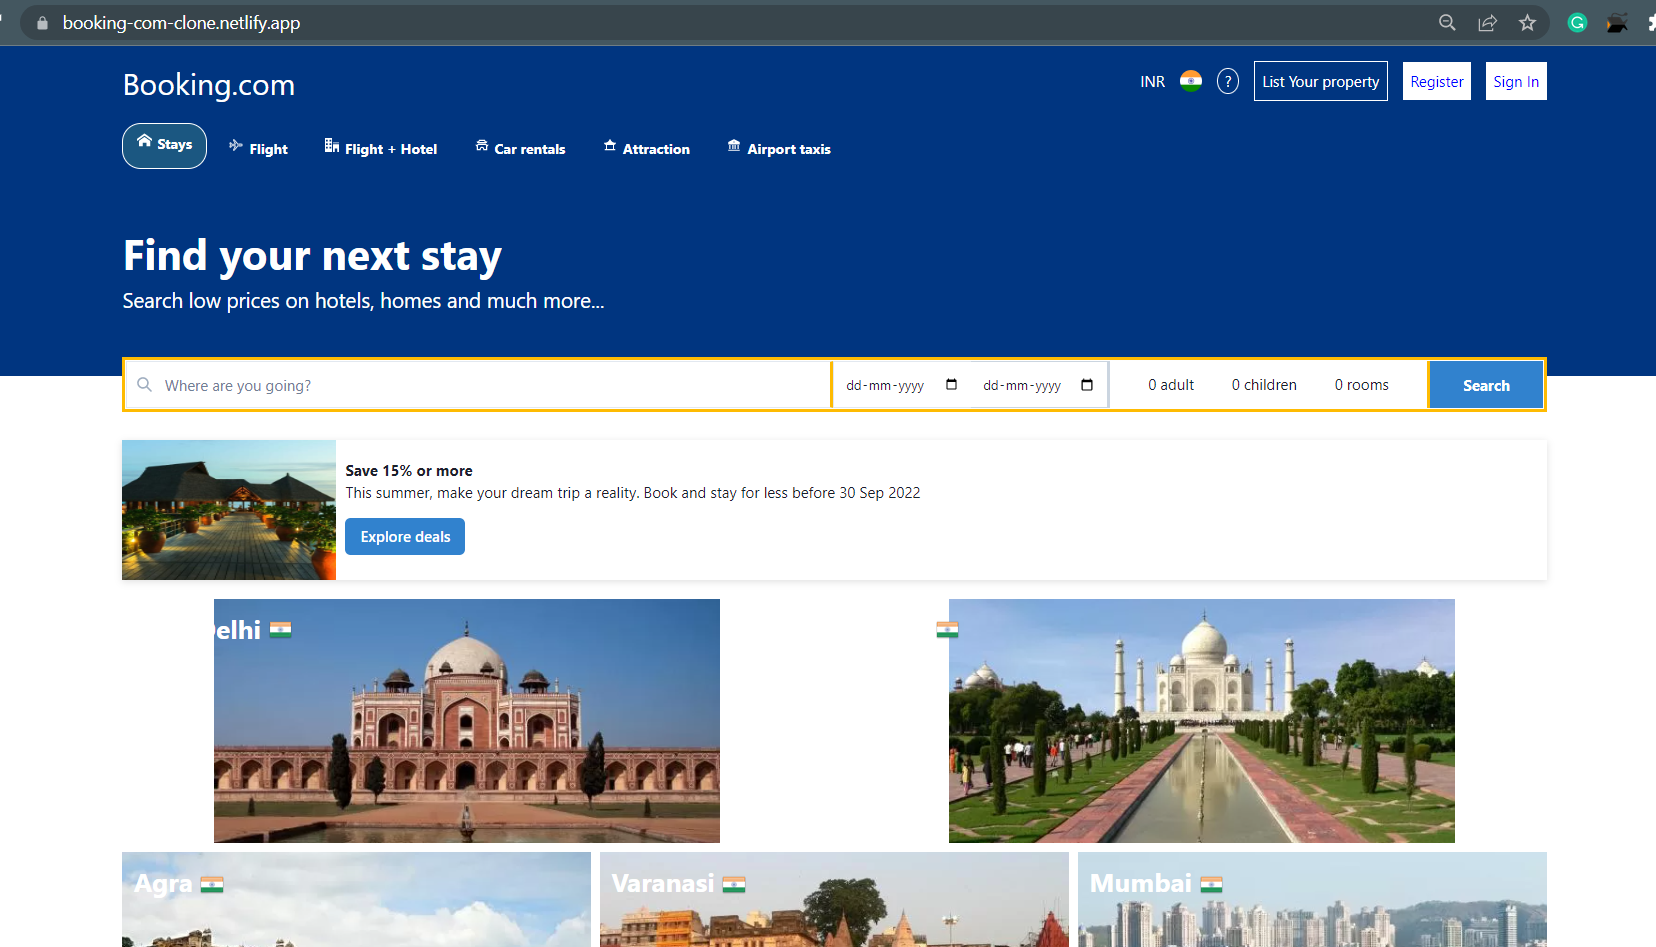 booking-com-clone.netlify.app
Booking.com
INR ? List Your property Register Sign In
Stays Flight Flight + Hotel Car rentals Attraction Airport taxis
Find your next stay
Search low prices on hotels, homes and much more...
Where are you going? dd-mm-yyyy dd-mm-yyyy 0 adult 0 children 0 rooms Search
Save 15% or more
This summer, make your dream trip a reality. Book and stay for less before 30 Sep 2022
Explore deals
elhi
Agra Varanasi Mumbai